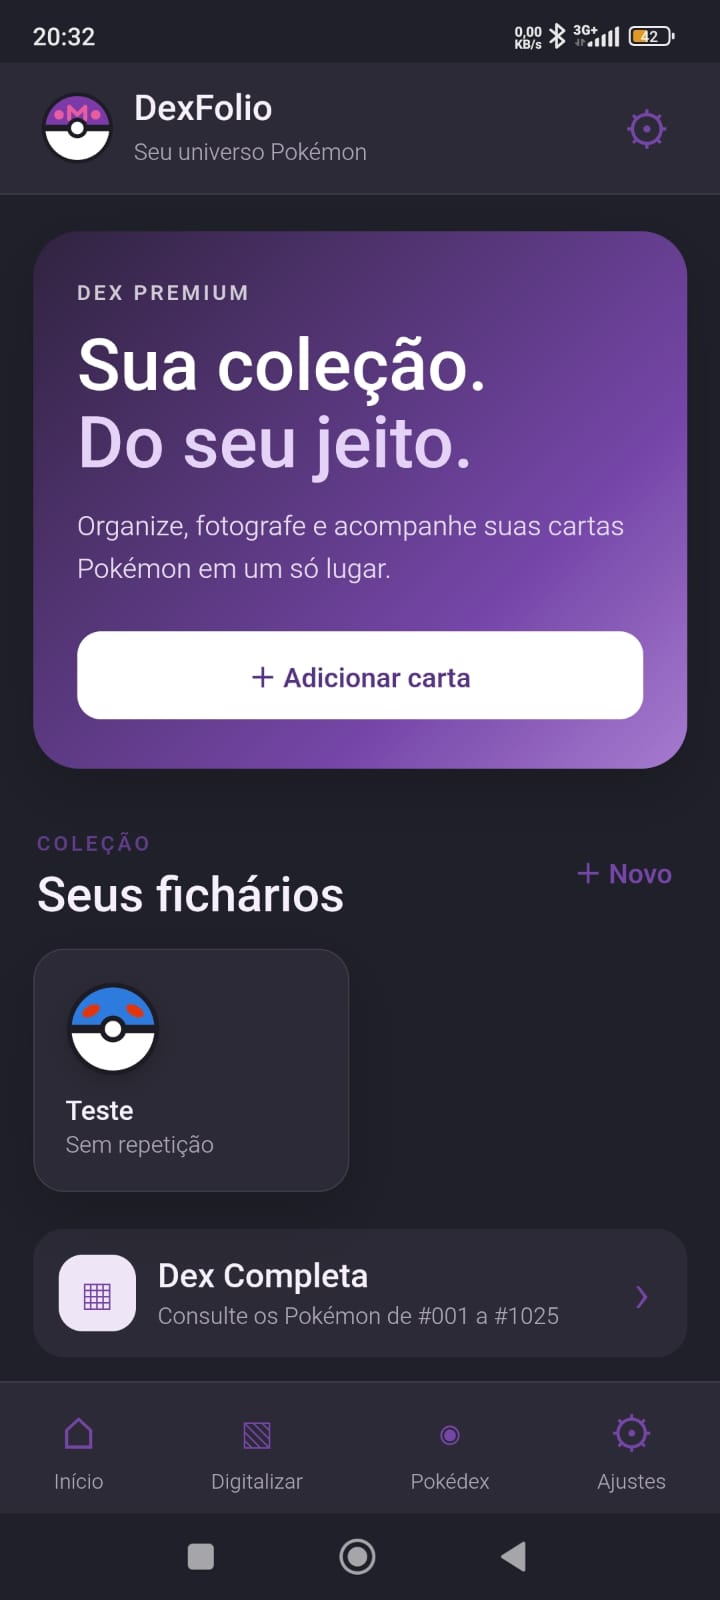 20:32
0,00
KB/s
3G+
42
DexFolio
Seu universo Pokémon
DEX PREMIUM
Sua coleção.
Do seu jeito.
Organize, fotografe e acompanhe suas cartas
Pokémon em um só lugar.
+ Adicionar carta
COLEÇÃO
Seus fichários
+ Novo
Teste
Sem repetição
Dex Completa
Consulte os Pokémon de #001 a #1025
Início
Digitalizar
Pokédex
Ajustes